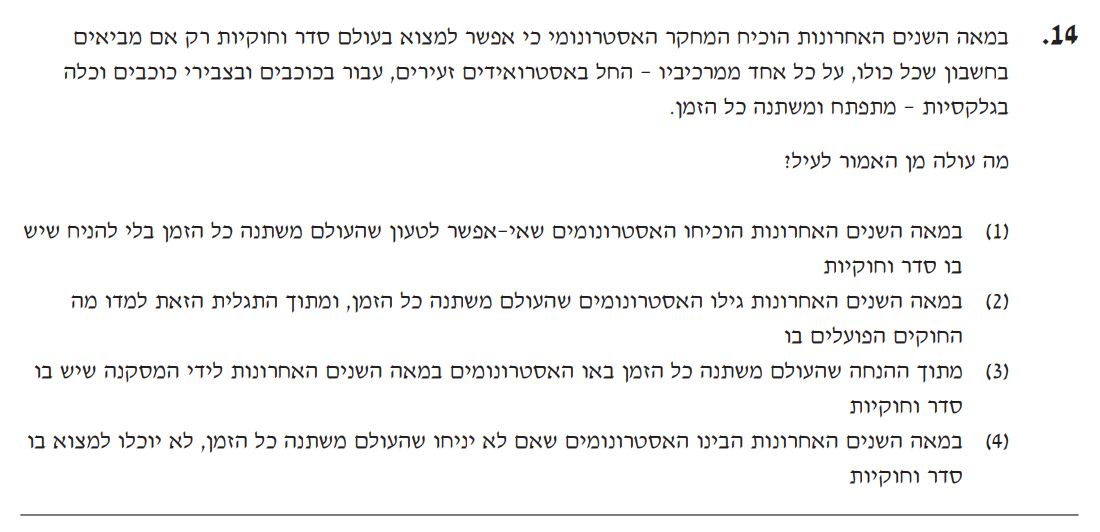 14. במאה השנים האחרונות הוכיח המחקר האסטרונומי כי אפשר למצוא בעולם סדר וחוקיות רק אם מביאים
בחשבון שכל כולו, על כל אחד ממרכיביו – החל באסטרואידים זעירים, עבור בכוכבים ובצבירי כוכבים וכלה
בגלקסיות – מתפתח ומשתנה כל הזמן.
מה עולה מן האמור לעיל?
(1) במאה השנים האחרונות הוכיחו האסטרונומים שאי-אפשר לטעון שהעולם משתנה כל הזמן בלי להניח שיש
בו סדר וחוקיות
(2) במאה השנים האחרונות גילו האסטרונומים שהעולם משתנה כל הזמן, ומתוך התגלית הזאת למדו מה
החוקים הפועלים בו
(3) מתוך ההנחה שהעולם משתנה כל הזמן באו האסטרונומים במאה השנים האחרונות לידי המסקנה שיש בו
סדר וחוקיות
(4) במאה השנים האחרונות הבינו האסטרונומים שאם לא יניחו שהעולם משתנה כל הזמן, לא יוכלו למצוא בו
סדר וחוקיות